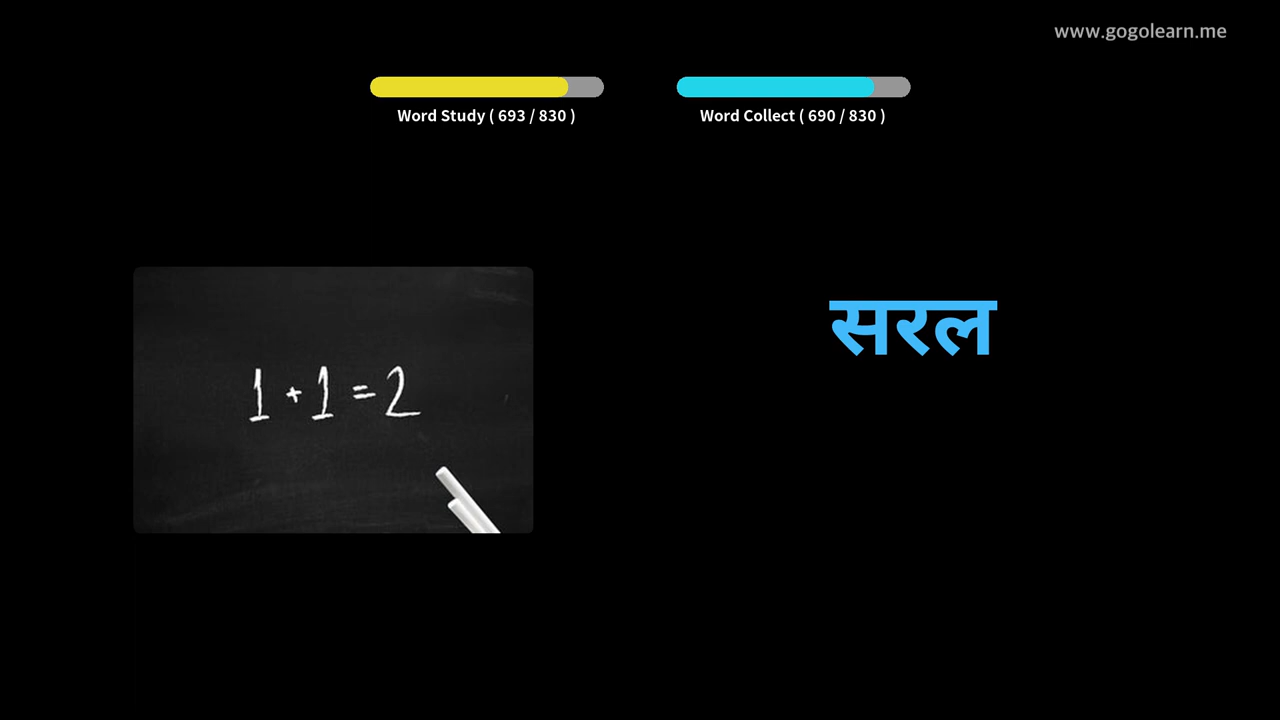 www.gogolearn.me
Word Study ( 693 / 830 )
Word Collect ( 690 / 830 )
1 + 1 = 2
सरल